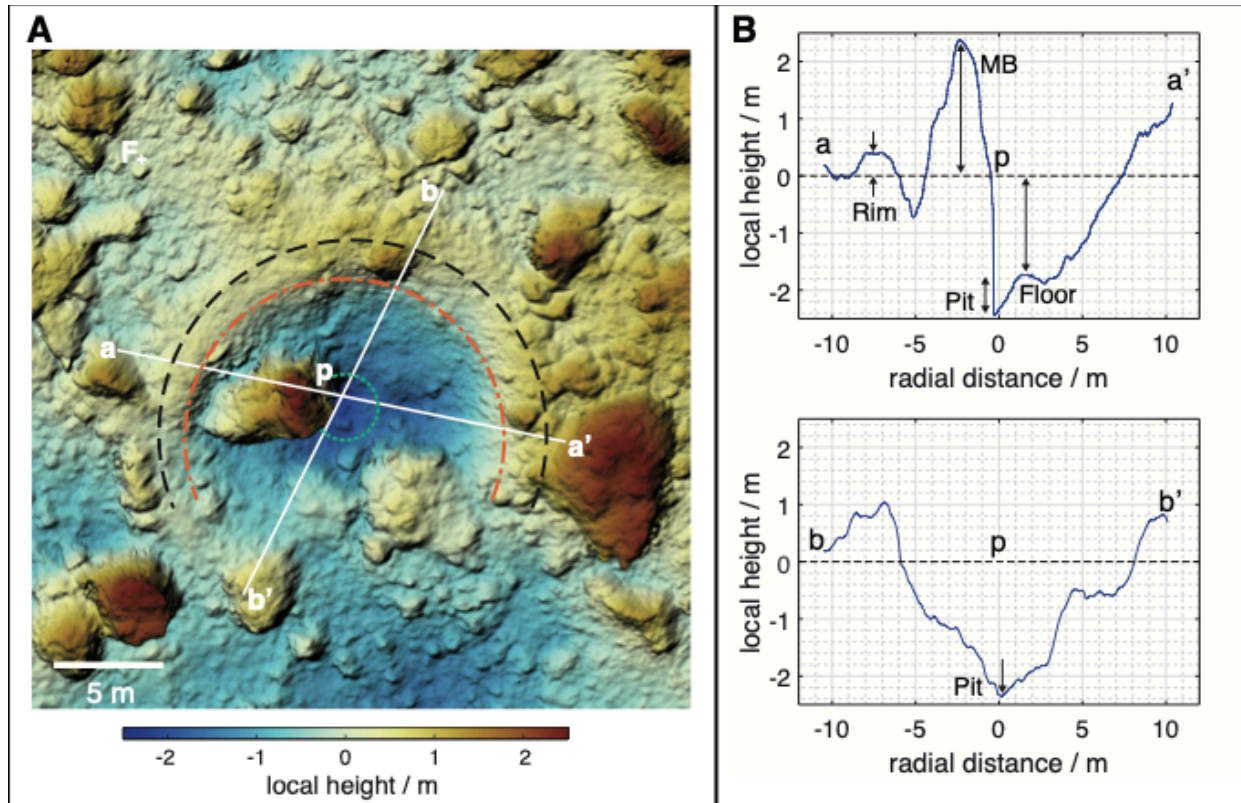 A
F+
b
a
p
a'
b'
5 m
-2 -1 0 1 2
local height / m
B
2
1
0
-1
-2
local height / m
a
MB
p
a'
Rim
Pit
Floor
-10 -5 0 5 10
radial distance / m
2
1
0
-1
-2
local height / m
b
p
b'
Pit
-10 -5 0 5 10
radial distance / m